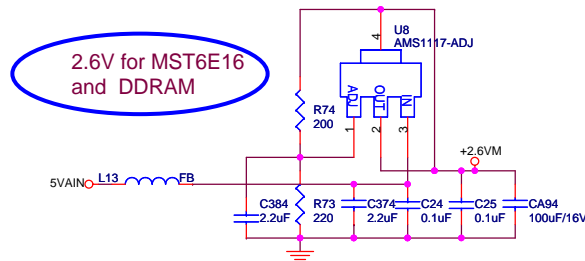 2.6V for MST6E16
and DDRAM
U8
AMS1117-ADJ
4
ADJ
OUT
IN
1
2
3
R74
200
+2.6VM
5VAIN
L13
FB
C384
2.2uF
R73
220
C374
2.2uF
C24
0.1uF
C25
0.1uF
CA94
100uF/16V